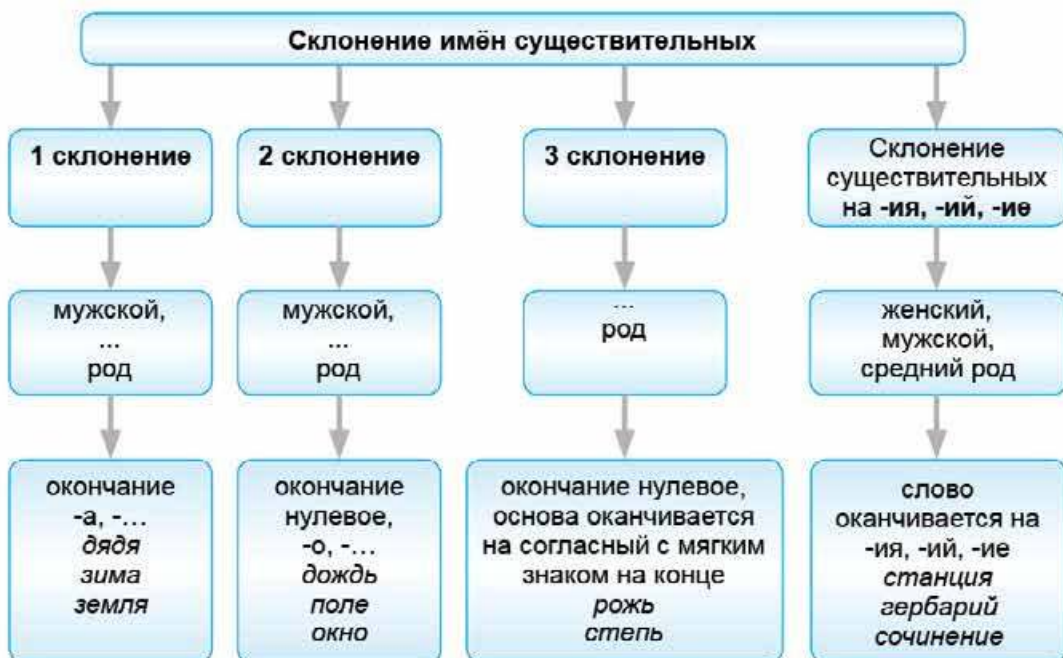 Склонение имён существительных
1 склонение
2 склонение
3 склонение
Склонение
существительных
на -ия, -ий, -ие
мужской,
...
род
мужской,
...
род
...
род
женский,
мужской,
средний род
окончание
-а, -...
дядя
зима
земля
окончание
нулевое,
-о, -...
дождь
поле
окно
окончание нулевое,
основа оканчивается
на согласный с мягким
знаком на конце
рожь
степь
слово
оканчивается на
-ия, -ий, -ие
станция
гербарий
сочинение